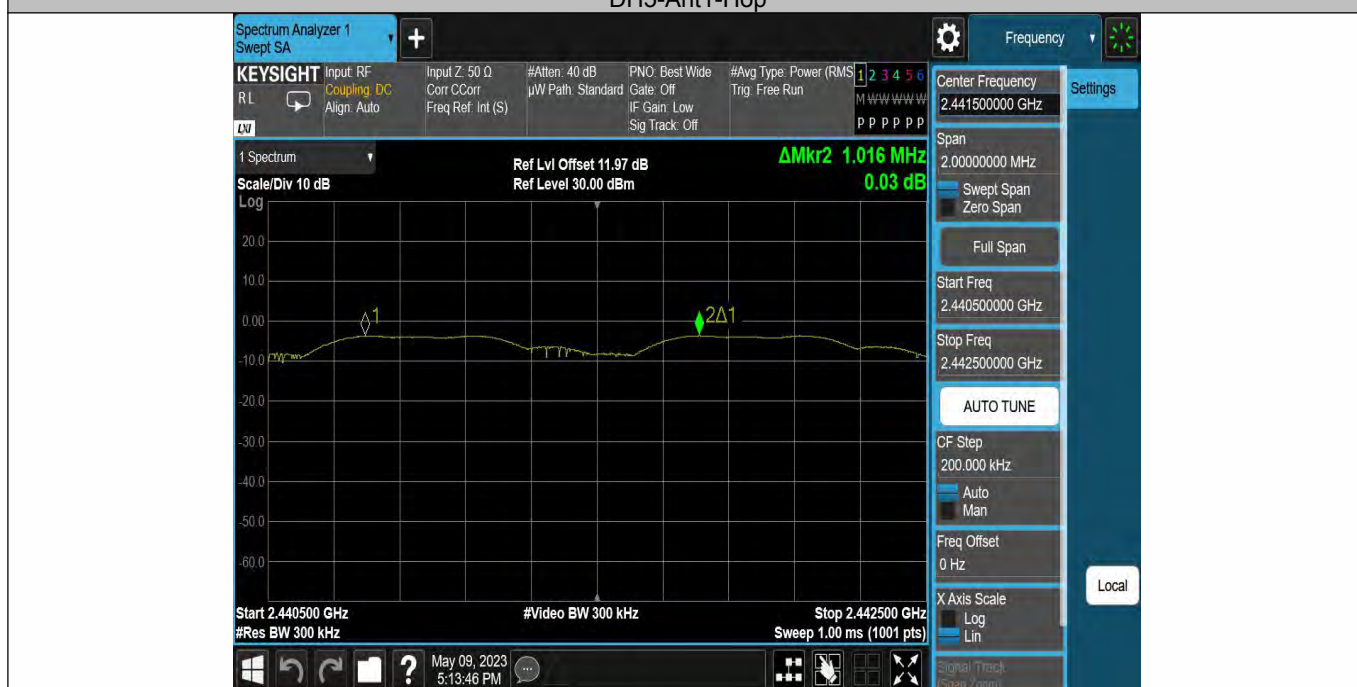 DH5-Ant1-Hop
Spectrum Analyzer 1
Swept SA
Frequency
KEYSIGHT
RL
LXI
Input: RF
Coupling: DC
Align: Auto
Input Z: 50 Ω
Corr CCorr
Freq Ref: Int (S)
#Atten: 40 dB
µW Path: Standard
PNO: Best Wide
Gate: Off
IF Gain: Low
Sig Track: Off
#Avg Type: Power (RMS
Trig: Free Run
1 2 3 4 5 6
M W W W W W
P P P P P P
1 Spectrum
Scale/Div 10 dB
Log
Ref Lvl Offset 11.97 dB
Ref Level 30.00 dBm
ΔMkr2 1.016 MHz
0.03 dB
20.0
10.0
0.00
-10.0
-20.0
-30.0
-40.0
-50.0
-60.0
1
2Δ1
Start 2.440500 GHz
#Res BW 300 kHz
#Video BW 300 kHz
Stop 2.442500 GHz
Sweep 1.00 ms (1001 pts)
Center Frequency
2.441500000 GHz
Settings
Span
2.00000000 MHz
Swept Span
Zero Span
Full Span
Start Freq
2.440500000 GHz
Stop Freq
2.442500000 GHz
AUTO TUNE
CF Step
200.000 kHz
Auto
Man
Freq Offset
0 Hz
X Axis Scale
Log
Lin
Local
Signal Track
(Span Zoom)
?
May 09, 2023
5:13:46 PM